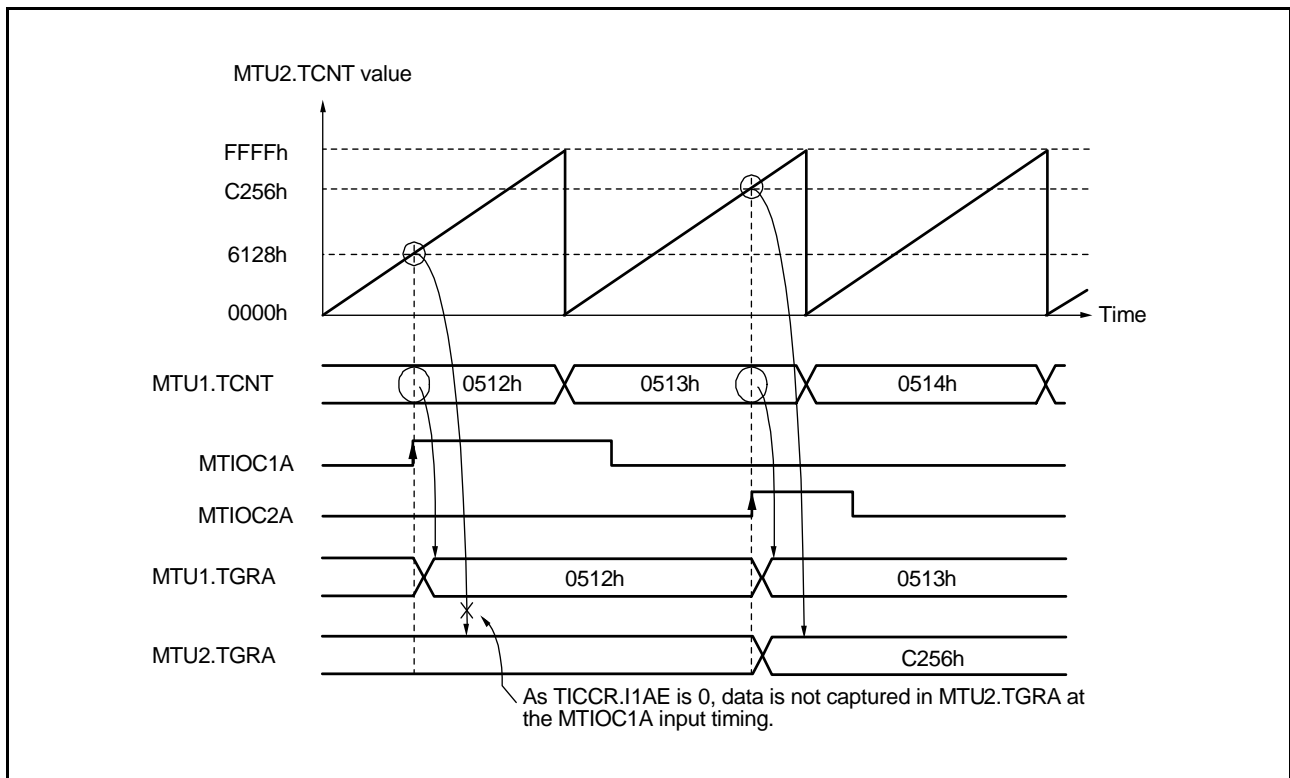 MTU2.TCNT value
FFFFh
C256h
6128h
0000h
Time
MTU1.TCNT
0512h
0513h
0514h
MTIOC1A
MTIOC2A
MTU1.TGRA
0512h
0513h
MTU2.TGRA
C256h
As TICCR.I1AE is 0, data is not captured in MTU2.TGRA at
the MTIOC1A input timing.